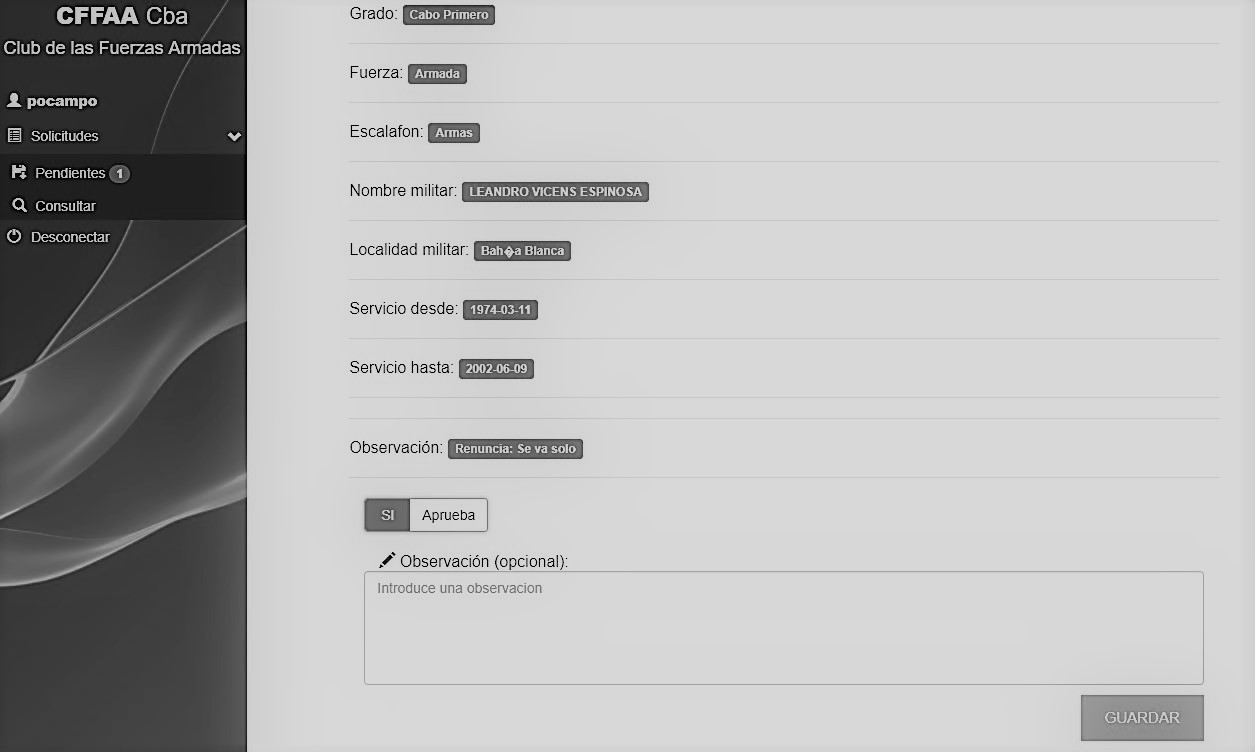 CFFAA Cba
Club de las Fuerzas Armadas
pocampo
Solicitudes
Pendientes 1
Consultar
Desconectar
Grado: Cabo Primero
Fuerza: Armada
Escalafon: Armas
Nombre militar: LEANDRO VICENS ESPINOSA
Localidad militar: Bah�a Blanca
Servicio desde: 1974-03-11
Servicio hasta: 2002-06-09
Observación: Renuncia: Se va solo
SI Aprueba
Observación (opcional):
Introduce una observacion
GUARDAR